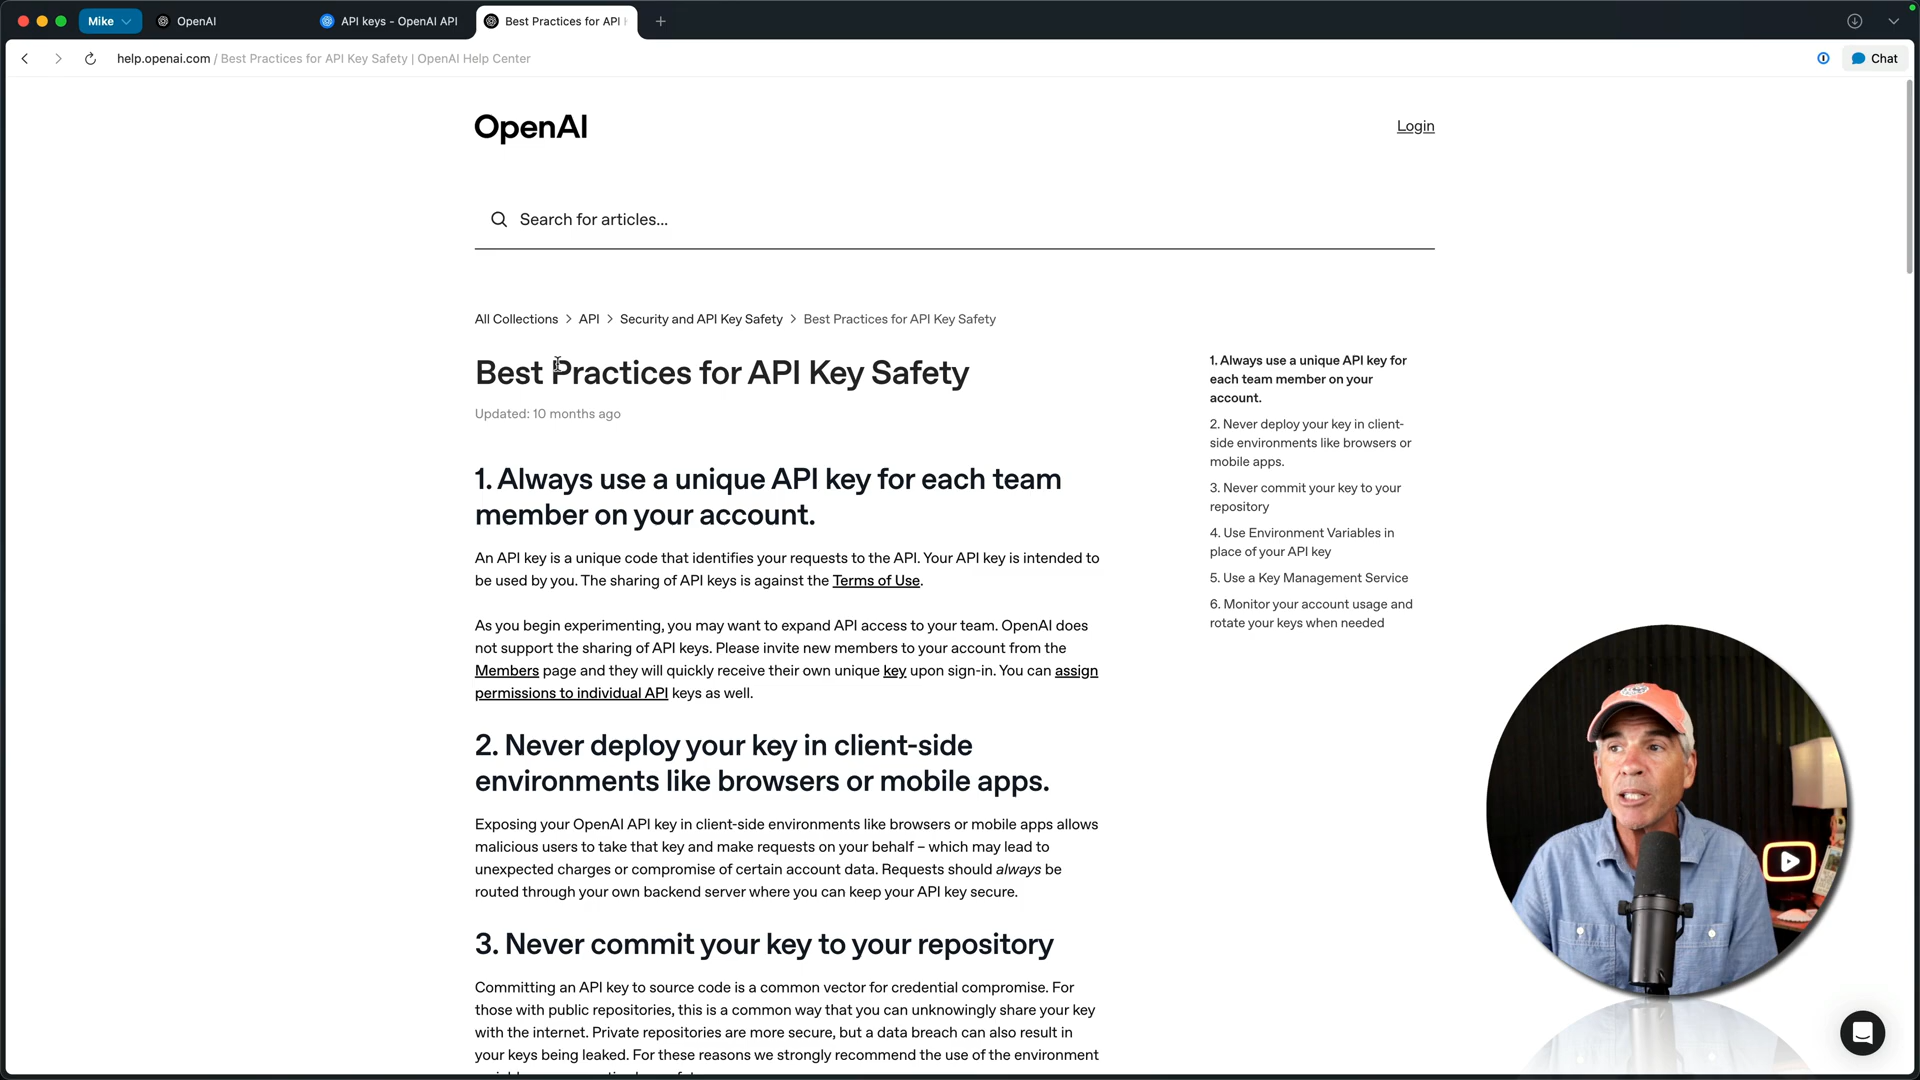 Mike
OpenAI
API keys - OpenAI API
Best Practices for API
help.openai.com / Best Practices for API Key Safety | OpenAI Help Center
Chat
OpenAI
Login
Search for articles...
All Collections > API > Security and API Key Safety > Best Practices for API Key Safety
Best Practices for API Key Safety
Updated: 10 months ago
1. Always use a unique API key for each team
member on your account.
An API key is a unique code that identifies your requests to the API. Your API key is intended to
be used by you. The sharing of API keys is against the Terms of Use.
As you begin experimenting, you may want to expand API access to your team. OpenAI does
not support the sharing of API keys. Please invite new members to your account from the
Members page and they will quickly receive their own unique key upon sign-in. You can assign
permissions to individual API keys as well.
2. Never deploy your key in client-side
environments like browsers or mobile apps.
Exposing your OpenAI API key in client-side environments like browsers or mobile apps allows
malicious users to take that key and make requests on your behalf – which may lead to
unexpected charges or compromise of certain account data. Requests should always be
routed through your own backend server where you can keep your API key secure.
3. Never commit your key to your repository
Committing an API key to source code is a common vector for credential compromise. For
those with public repositories, this is a common way that you can unknowingly share your key
with the internet. Private repositories are more secure, but a data breach can also result in
your keys being leaked. For these reasons we strongly recommend the use of the environment
1. Always use a unique API key for
each team member on your
account.
2. Never deploy your key in client-
side environments like browsers or
mobile apps.
3. Never commit your key to your
repository
4. Use Environment Variables in
place of your API key
5. Use a Key Management Service
6. Monitor your account usage and
rotate your keys when needed